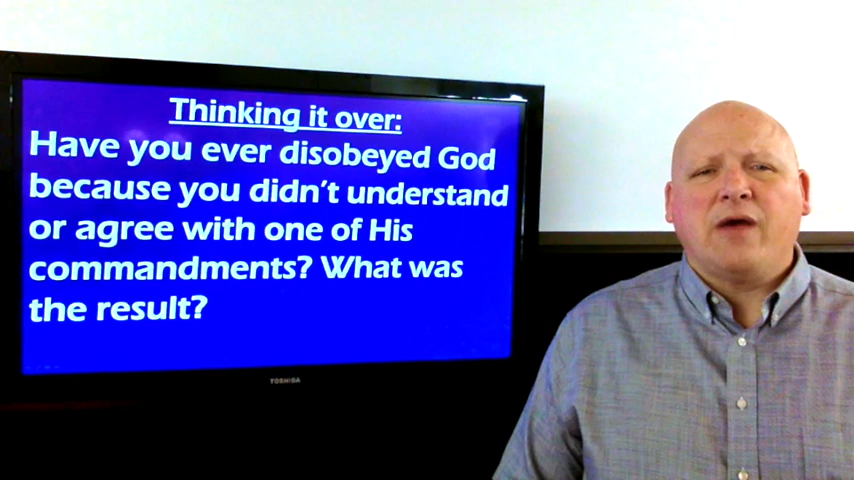 Thinking it over:
Have you ever disobeyed God
because you didn't understand
or agree with one of His
commandments? What was
the result?
TOSHIBA